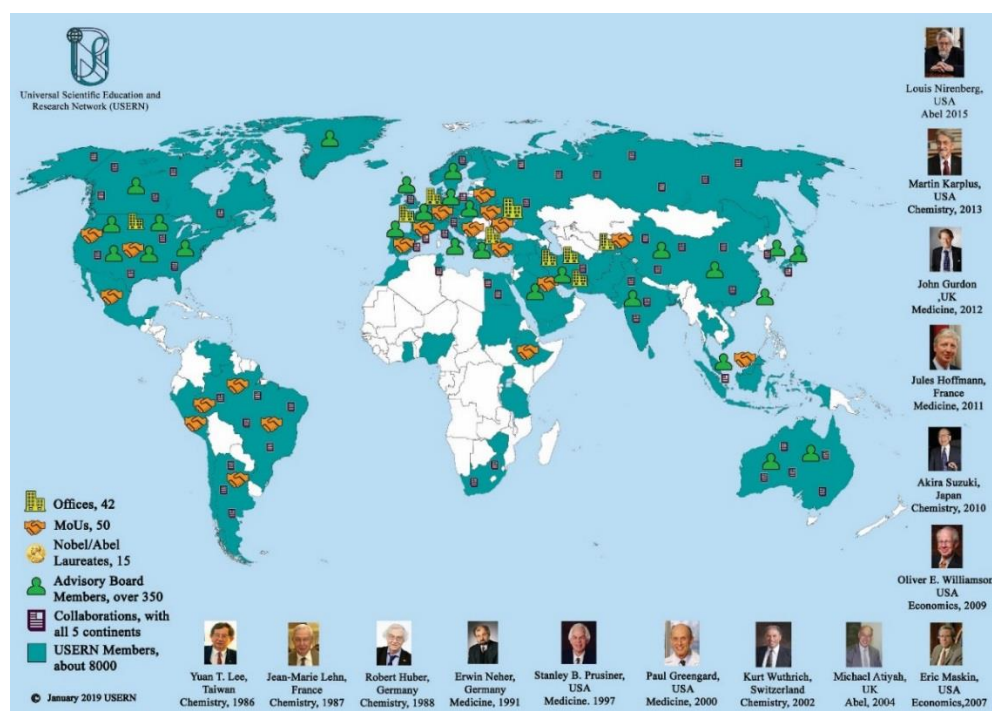 Universal Scientific Education and
Research Network (USERN)
Louis Nirenberg,
USA
Abel 2015
Martin Karplus,
USA
Chemistry, 2013
John Gurdon
,UK
Medicine, 2012
Jules Hoffmann,
France
Medicine, 2011
Akira Suzuki,
Japan
Chemistry, 2010
Oliver E. Williamson
USA
Economics, 2009
Offices, 42
MoUs, 50
Nobel/Abel
Laureates, 15
Advisory Board
Members, over 350
Collaborations, with
all 5 continents
USERN Members,
about 8000
© January 2019 USERN
Yuan T. Lee,
Taiwan
Chemistry, 1986
Jean-Marie Lehn,
France
Chemistry, 1987
Robert Huber,
Germany
Chemistry, 1988
Erwin Neher,
Germany
Medicine, 1991
Stanley B. Prusiner,
USA
Medicine. 1997
Paul Greengard,
USA
Medicine, 2000
Kurt Wuthrich,
Switzerland
Chemistry, 2002
Michael Atiyah,
UK
Abel, 2004
Eric Maskin,
USA
Economics,2007